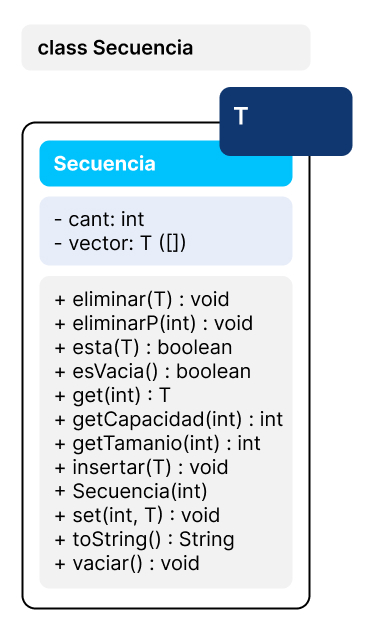 class Secuencia
T
Secuencia
- cant: int
- vector: T ([])
+ eliminar(T) : void
+ eliminarP(int) : void
+ esta(T) : boolean
+ esVacia() : boolean
+ get(int) : T
+ getCapacidad(int) : int
+ getTamanio(int) : int
+ insertar(T) : void
+ Secuencia(int)
+ set(int, T) : void
+ toString() : String
+ vaciar() : void